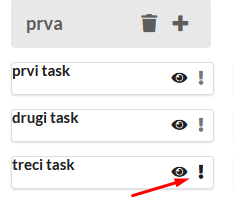 prva
prvi task
drugi task
treci task